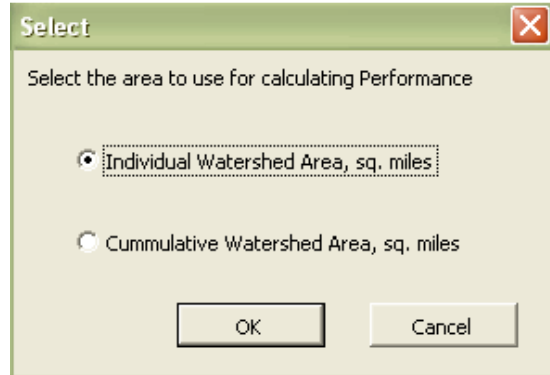 Select
Select the area to use for calculating Performance
Individual Watershed Area, sq. miles
Cummulative Watershed Area, sq. miles
OK Cancel